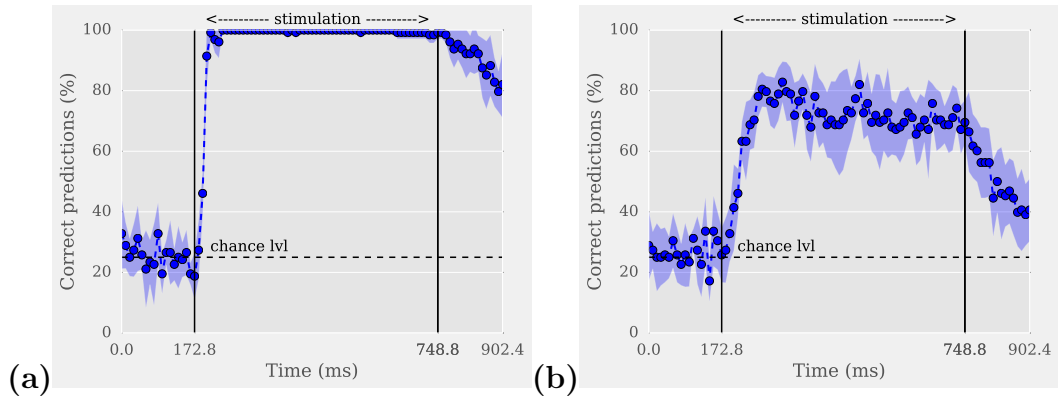 <-------- stimulation -------->
Correct predictions (%)
100
80
60
40
20
0
chance lvl
0.0 172.8 748.8 902.4
Time (ms)
(a)
<-------- stimulation -------->
Correct predictions (%)
100
80
60
40
20
0
chance lvl
0.0 172.8 748.8 902.4
Time (ms)
(b)